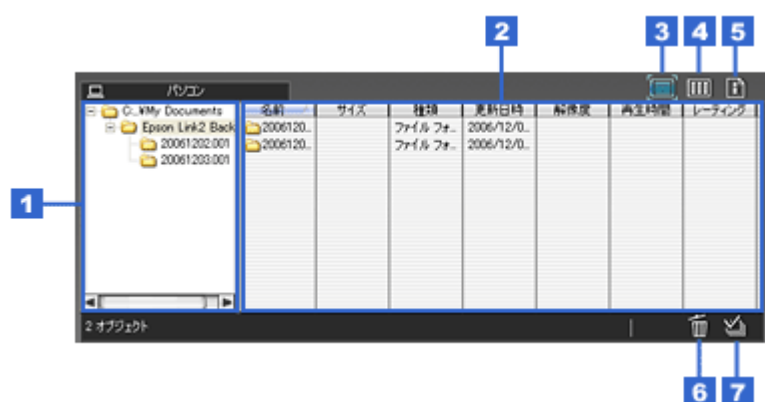 2
3
4
5
パソコン
C...¥My Documents
Epson Link2 Back
20061202.001
20061203.001
名前
サイズ
種類
更新日時
解像度
再生時間
レーティング
2006120...
ファイル フォ...
2006/12/0...
2006120...
ファイル フォ...
2006/12/0...
1
2 オブジェクト
6
7